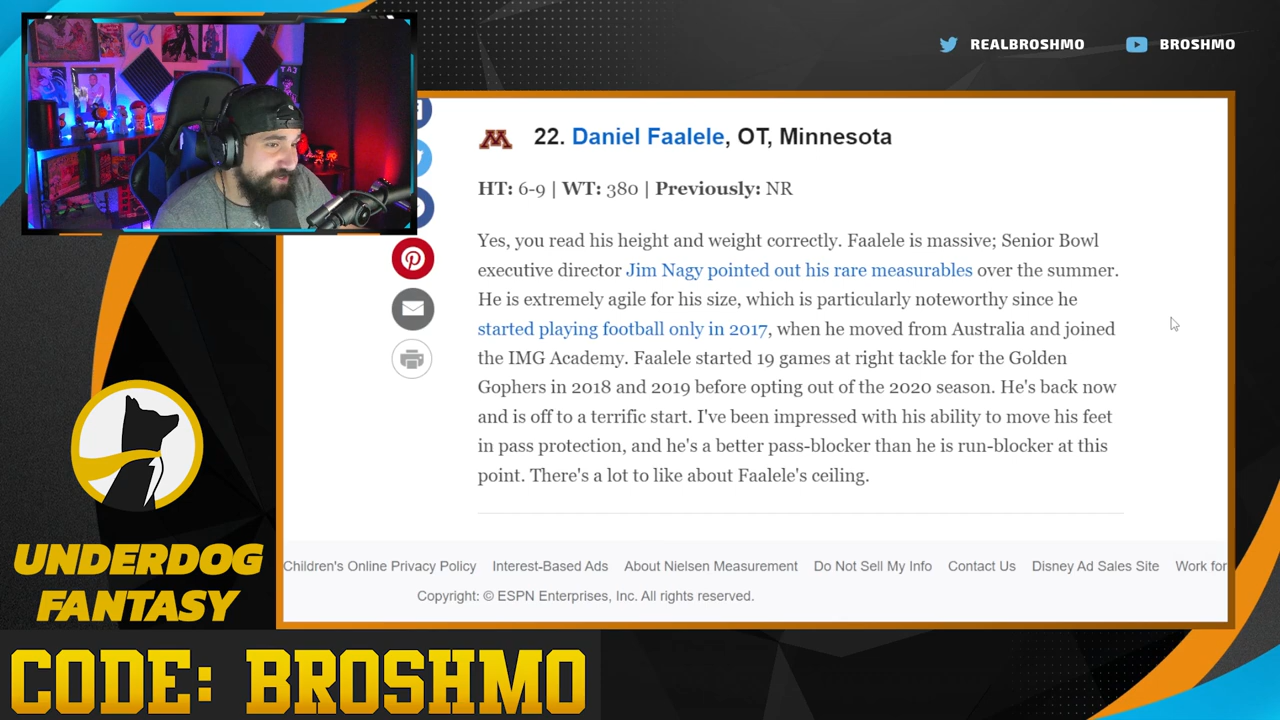 REALBROSHMO
BROSHMO
22. Daniel Faalele, OT, Minnesota
HT: 6-9 | WT: 380 | Previously: NR
Yes, you read his height and weight correctly. Faalele is massive; Senior Bowl
executive director Jim Nagy pointed out his rare measurables over the summer.
He is extremely agile for his size, which is particularly noteworthy since he
started playing football only in 2017, when he moved from Australia and joined
the IMG Academy. Faalele started 19 games at right tackle for the Golden
Gophers in 2018 and 2019 before opting out of the 2020 season. He's back now
and is off to a terrific start. I've been impressed with his ability to move his feet
in pass protection, and he's a better pass-blocker than he is run-blocker at this
point. There's a lot to like about Faalele's ceiling.
Children's Online Privacy Policy Interest-Based Ads About Nielsen Measurement Do Not Sell My Info Contact Us Disney Ad Sales Site Work for
Copyright: © ESPN Enterprises, Inc. All rights reserved.
UNDERDOG
FANTASY
CODE: BROSHMO